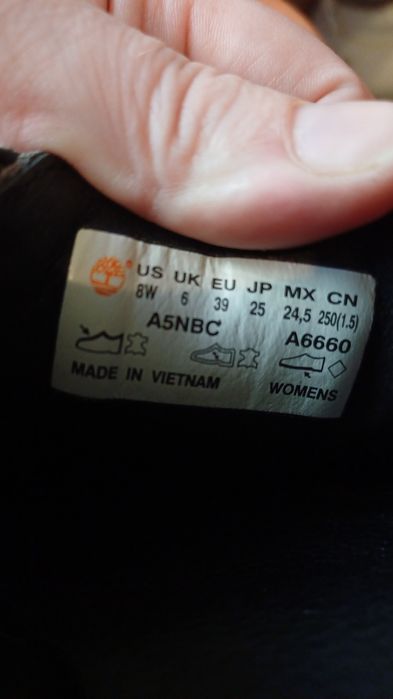 US UK EU JP MX CN
8W 6 39 25 24,5 250(1.5)
A5NBC A6660
MADE IN VIETNAM WOMENS